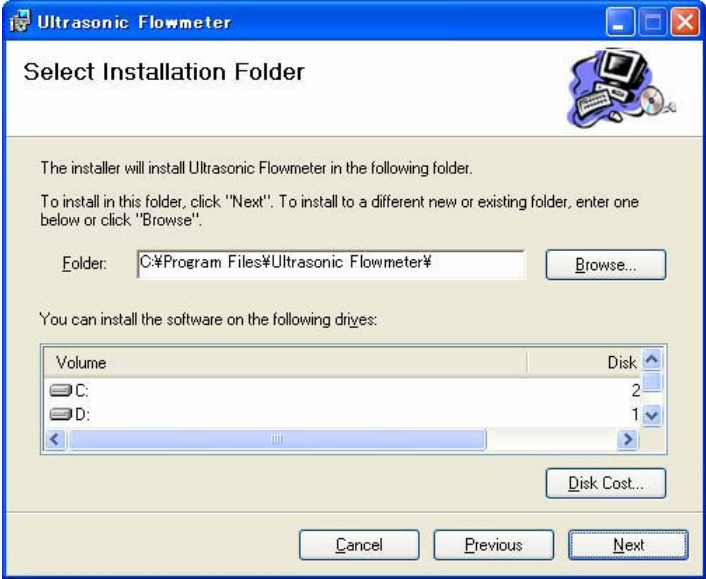 Ultrasonic Flowmeter
Select Installation Folder
The installer will install Ultrasonic Flowmeter in the following folder.
To install in this folder, click "Next". To install to a different new or existing folder, enter one
below or click "Browse".
Folder: C:¥Program Files¥Ultrasonic Flowmeter¥ Browse...
You can install the software on the following drives:
Volume Disk
C: 2
D: 1
Disk Cost...
Cancel Previous Next